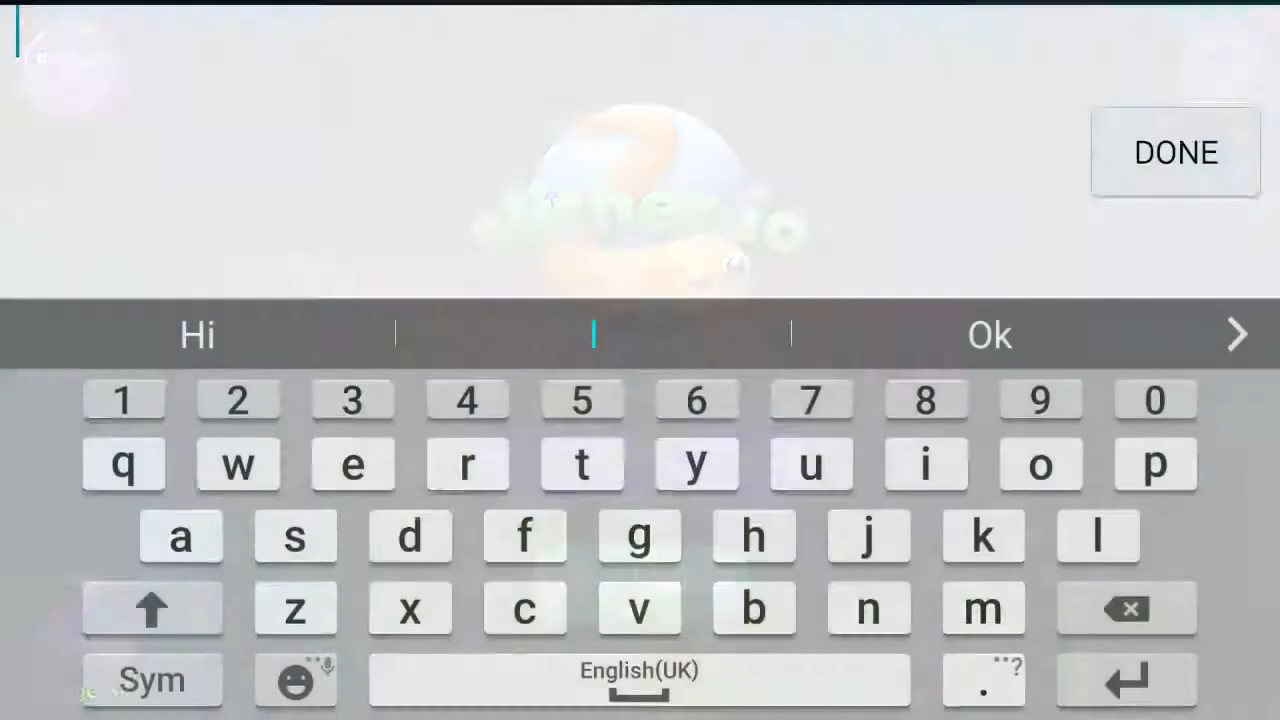 DONE
Hi Ok
1 2 3 4 5 6 7 8 9 0
q w e r t y u i o p
a s d f g h j k l
z x c v b n m
Sym English(UK) . ?